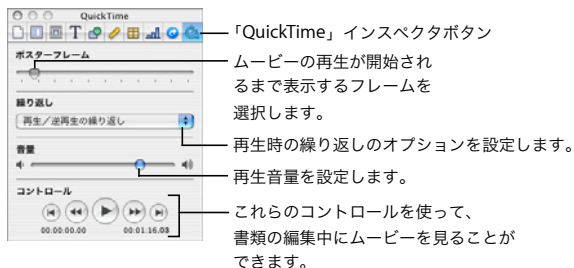 QuickTime
「QuickTime」インスペクタボタン
ポスターフレーム
ムービーの再生が開始され
るまで表示するフレームを
選択します。
繰り返し
再生／逆再生の繰り返し
再生時の繰り返しのオプションを設定します。
音量
再生音量を設定します。
コントロール
00:00:00.00
00:01:16.03
これらのコントロールを使って、
書類の編集中にムービーを見ることが
できます。